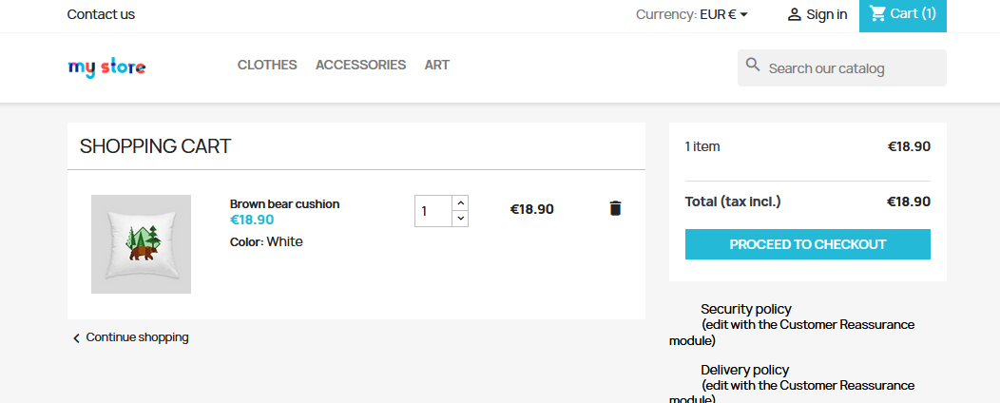 Contact us
Currency: EUR €
Sign in
Cart (1)
my store
CLOTHES ACCESSORIES ART
Search our catalog
SHOPPING CART
Brown bear cushion
€18.90
Color: White
1
€18.90
Continue shopping
1 item €18.90
Total (tax incl.) €18.90
PROCEED TO CHECKOUT
Security policy
(edit with the Customer Reassurance
module)
Delivery policy
(edit with the Customer Reassurance
module)